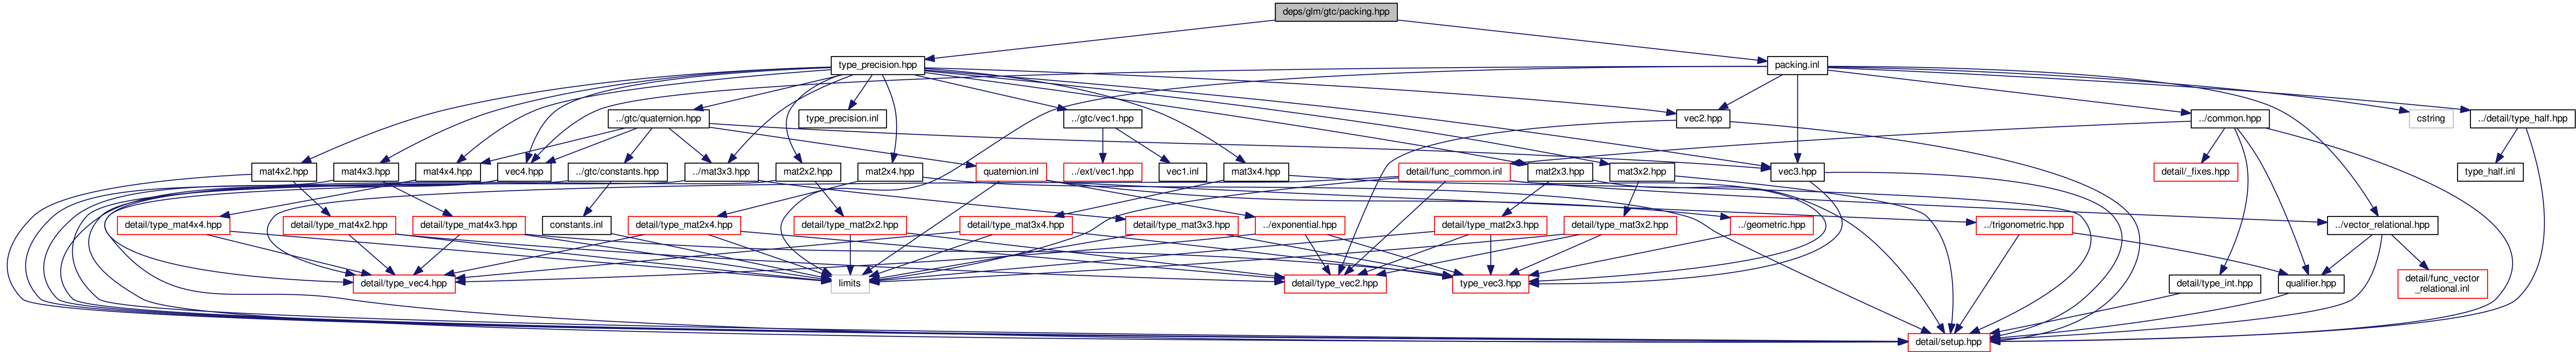 deps/glm/gtc/packing.hpp
type_precision.hpp
packing.inl
../gtc/quaternion.hpp
type_precision.inl
../gtc/vec1.hpp
vec2.hpp
../common.hpp
cstring
../detail/type_half.hpp
mat4x2.hpp
mat4x3.hpp
mat4x4.hpp
vec4.hpp
../gtc/constants.hpp
../mat3x3.hpp
mat2x2.hpp
mat2x4.hpp
quaternion.inl
../ext/vec1.hpp
vec1.inl
mat3x4.hpp
detail/func_common.inl
mat2x3.hpp
mat3x2.hpp
vec3.hpp
detail/_fixes.hpp
type_half.inl
detail/type_mat4x4.hpp
detail/type_mat4x2.hpp
detail/type_mat4x3.hpp
constants.inl
detail/type_mat2x4.hpp
detail/type_mat2x2.hpp
detail/type_mat3x4.hpp
detail/type_mat3x3.hpp
../exponential.hpp
detail/type_mat2x3.hpp
detail/type_mat3x2.hpp
../geometric.hpp
../trigonometric.hpp
../vector_relational.hpp
detail/type_vec4.hpp
limits
detail/type_vec2.hpp
type_vec3.hpp
detail/type_int.hpp
qualifier.hpp
detail/func_vector
_relational.inl
detail/setup.hpp